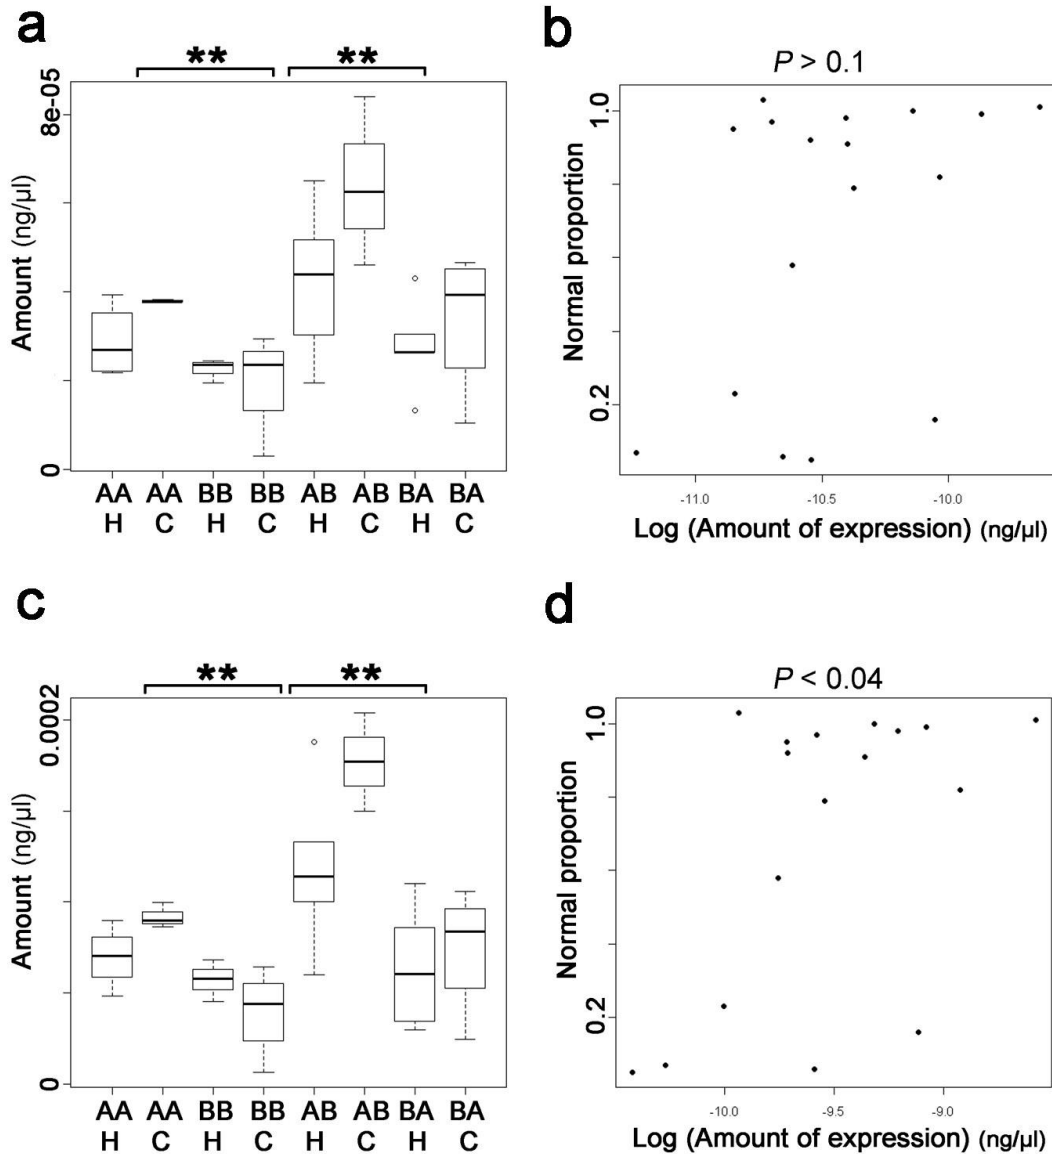 a
**
**
8e-05
0
Amount (ng/µl)
AA AA BB BB AB AB BA BA
H C H C H C H C
b
P > 0.1
1.0
0.2
Normal proportion
-11.0 -10.5 -10.0
Log (Amount of expression) (ng/µl)
c
**
**
0.0002
0
Amount (ng/µl)
AA AA BB BB AB AB BA BA
H C H C H C H C
d
P < 0.04
1.0
0.2
Normal proportion
-10.0 -9.5 -9.0
Log (Amount of expression) (ng/µl)